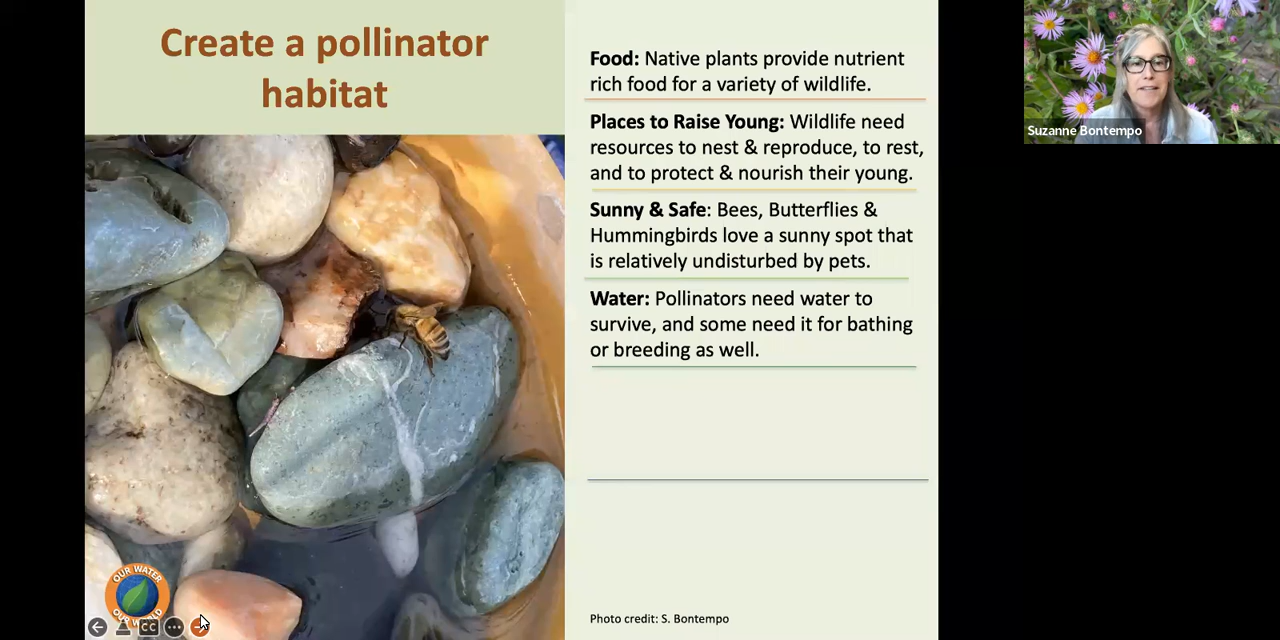 Create a pollinator
habitat
Food: Native plants provide nutrient
rich food for a variety of wildlife.
Places to Raise Young: Wildlife need
resources to nest & reproduce, to rest,
and to protect & nourish their young.
Sunny & Safe: Bees, Butterflies &
Hummingbirds love a sunny spot that
is relatively undisturbed by pets.
Water: Pollinators need water to
survive, and some need it for bathing
or breeding as well.
Photo credit: S. Bontempo
OUR WATER
OUR WORLD
CC
Suzanne Bontempo